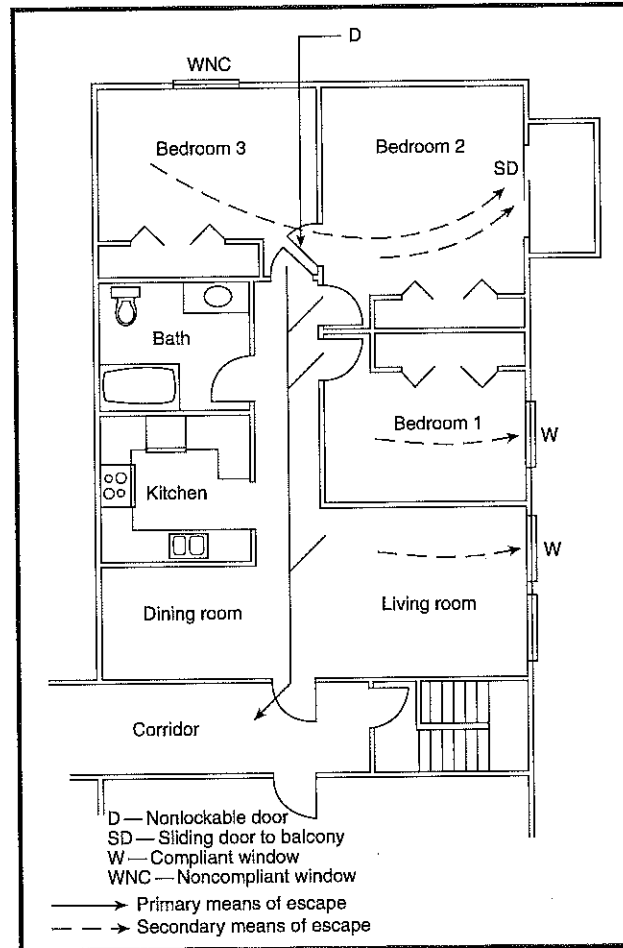 D
WNC
Bedroom 3
Bedroom 2
SD
Bath
Bedroom 1
W
Kitchen
W
Dining room
Living room
Corridor
D — Nonlockable door
SD — Sliding door to balcony
W — Compliant window
WNC — Noncompliant window
Primary means of escape
Secondary means of escape